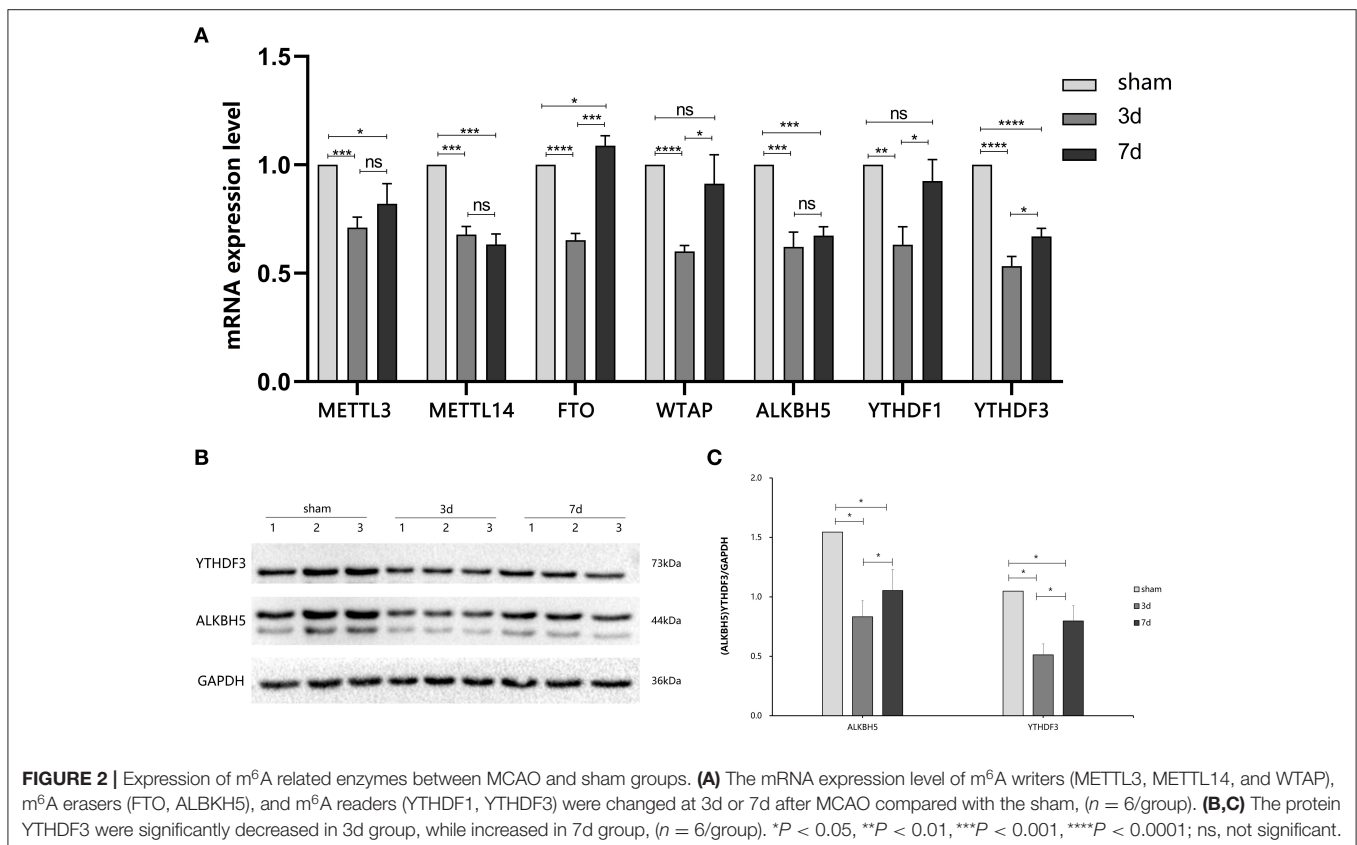 A
1.5
1.0
0.5
0.0
mRNA expression level
sham
3d
7d
*
***
ns
***
***
ns
*
****
***
ns
****
*
***
***
ns
ns
**
*
****
****
*
METTL3 METTL14 FTO WTAP ALKBH5 YTHDF1 YTHDF3
B
sham 3d 7d
1 2 3 1 2 3 1 2 3
YTHDF3 73kDa
ALKBH5 44kDa
GAPDH 36kDa
C
2.0
1.5
1.0
0.5
0.0
(ALKBH5)YTHDF3/GAPDH
*
*
*
*
*
*
sham
3d
7d
ALKBH5 YTHDF3
FIGURE 2 | Expression of m⁶A related enzymes between MCAO and sham groups. (A) The mRNA expression level of m⁶A writers (METTL3, METTL14, and WTAP),
m⁶A erasers (FTO, ALBKH5), and m⁶A readers (YTHDF1, YTHDF3) were changed at 3d or 7d after MCAO compared with the sham, (n = 6/group). (B,C) The protein
YTHDF3 were significantly decreased in 3d group, while increased in 7d group, (n = 6/group). *P < 0.05, **P < 0.01, ***P < 0.001, ****P < 0.0001; ns, not significant.